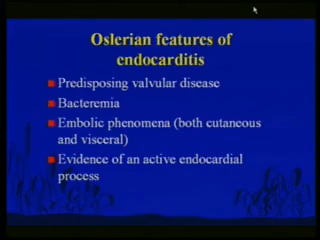 Oslerian features of
endocarditis
Predisposing valvular disease
Bacteremia
Embolic phenomena (both cutaneous
and visceral)
Evidence of an active endocardial
process